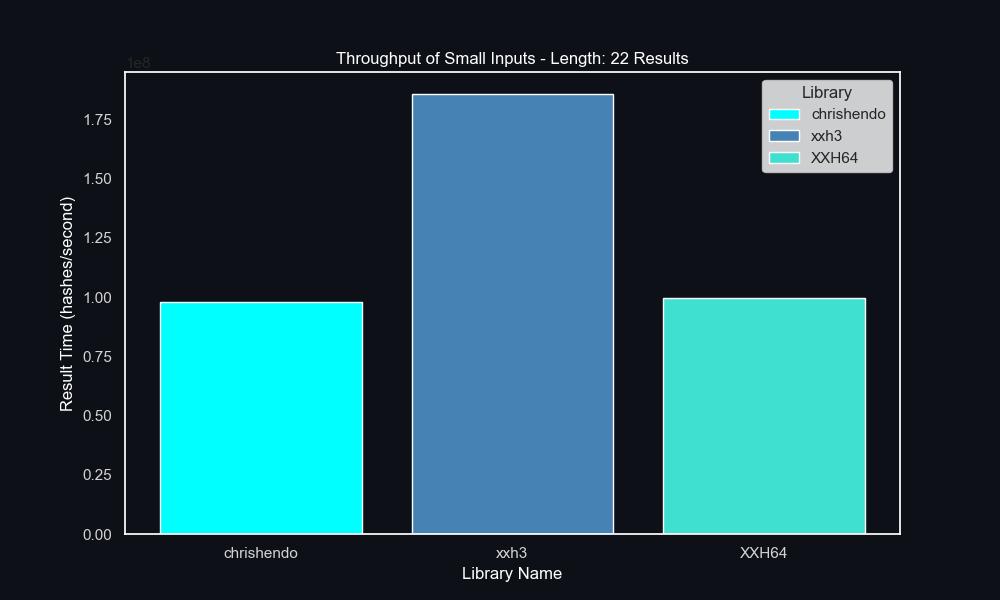 Throughput of Small Inputs - Length: 22 Results
1e8
Library
chrishendo
xxh3
XXH64
1.75
1.50
1.25
1.00
0.75
0.50
0.25
0.00
Result Time (hashes/second)
chrishendo
xxh3
XXH64
Library Name